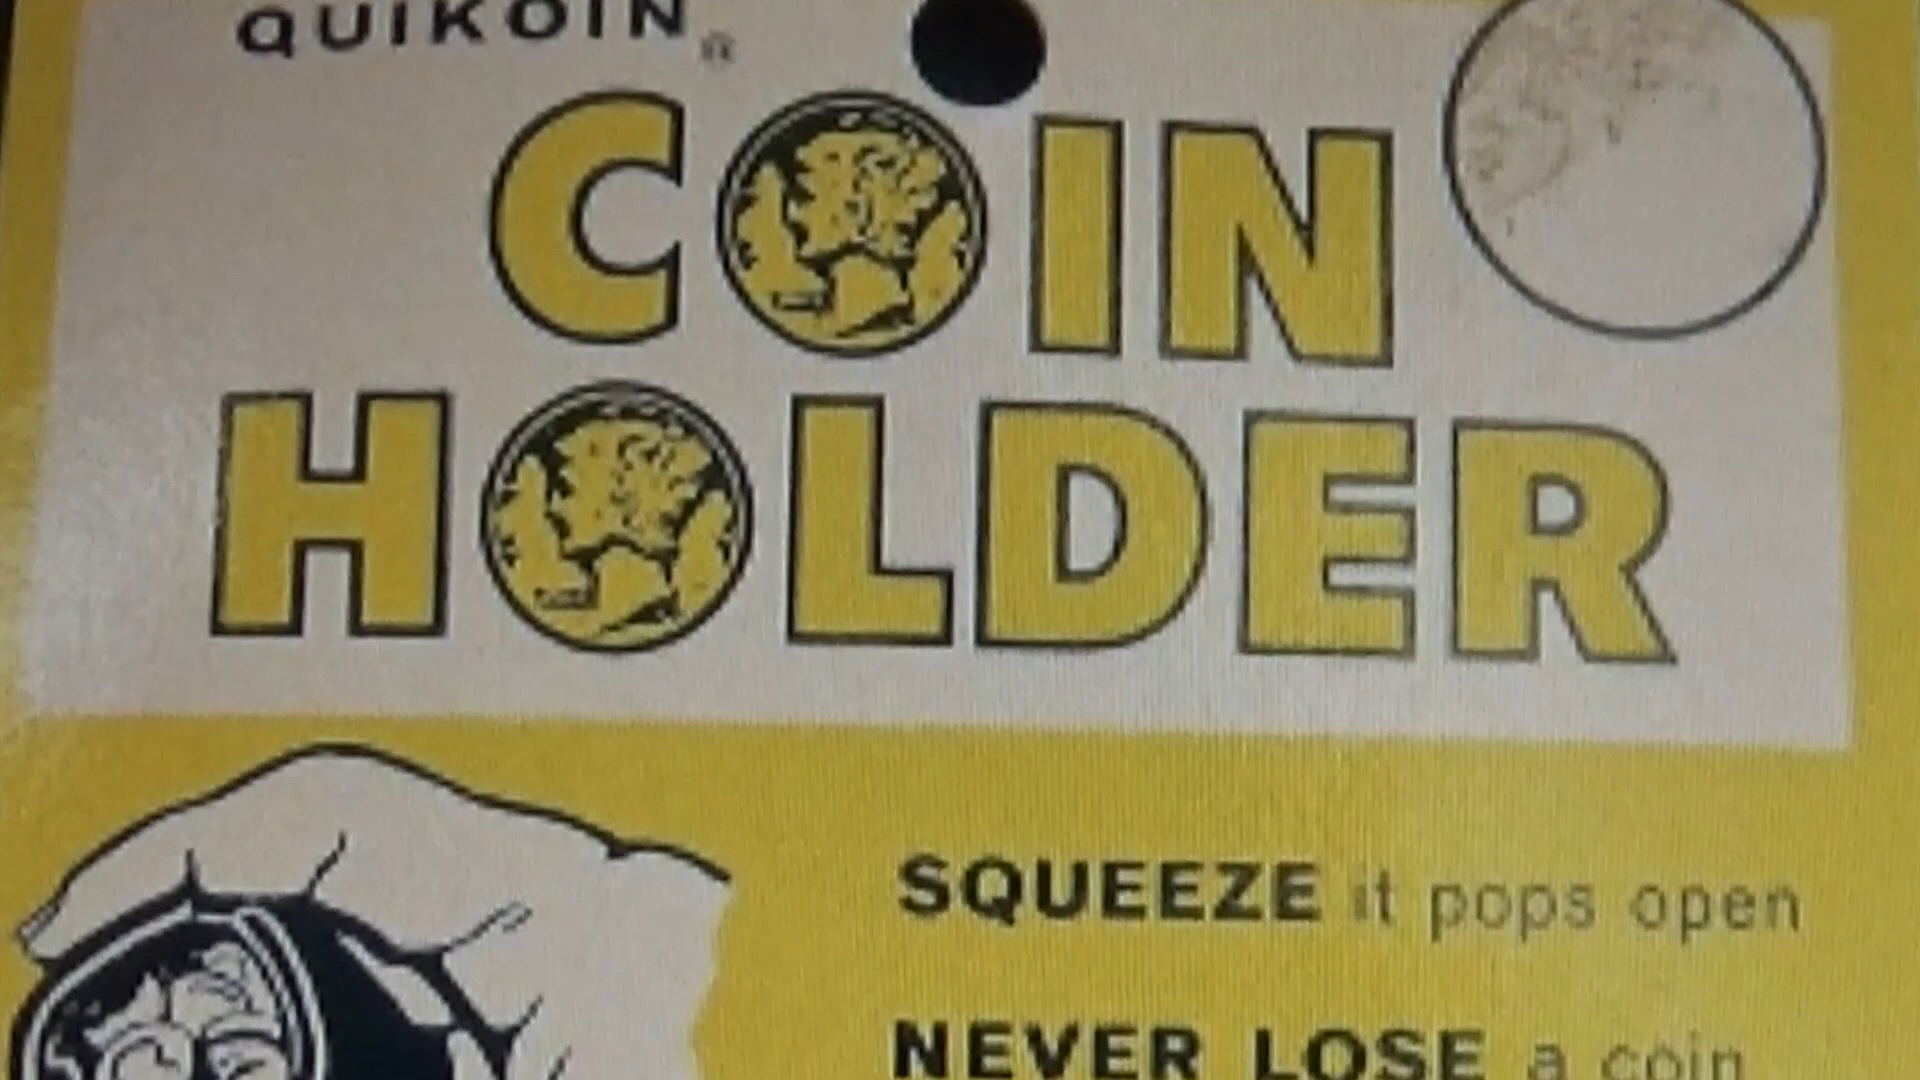 QUIKOIN®
COIN
HOLDER
SQUEEZE it pops open
NEVER LOSE a coin